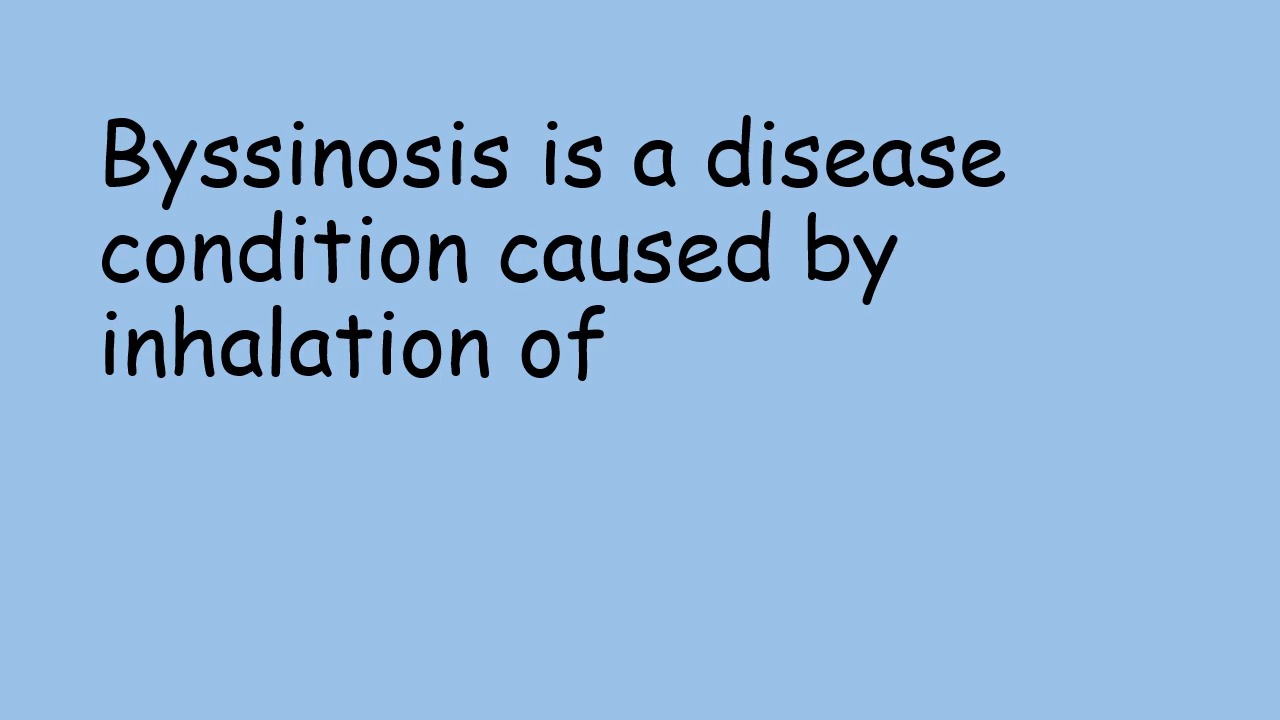 Byssinosis is a disease
condition caused by
inhalation of